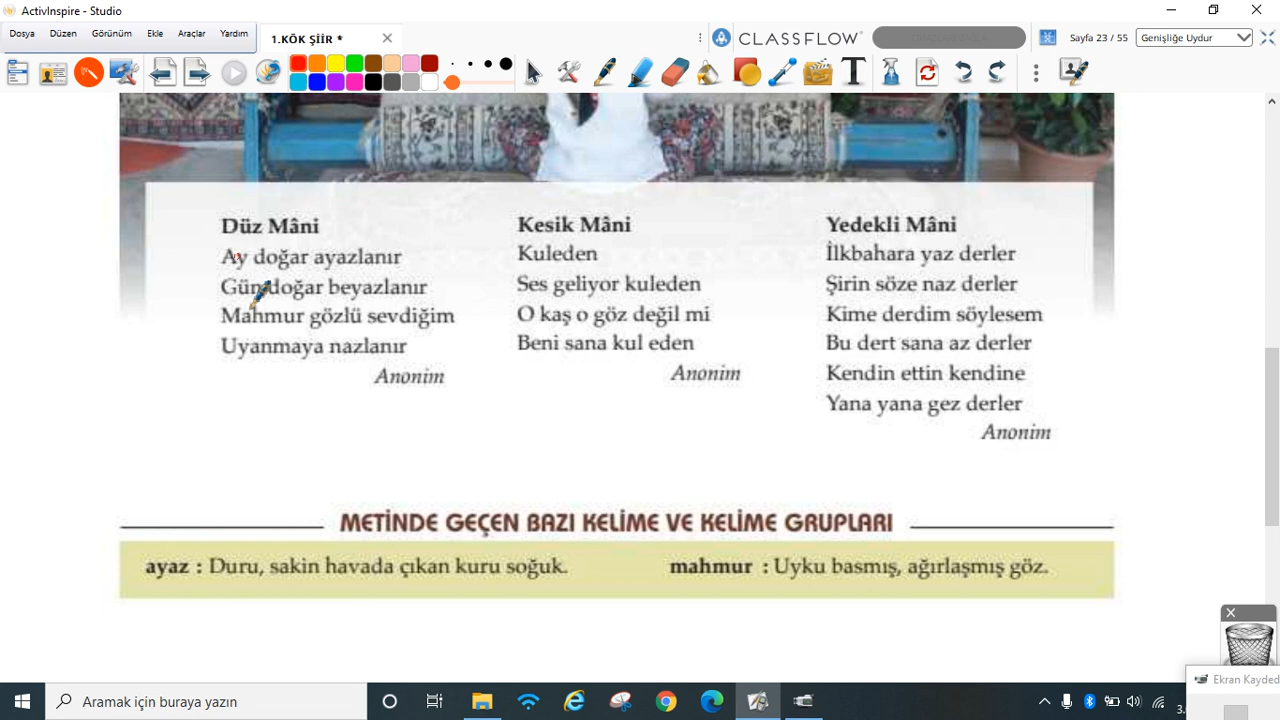 ActivInspire - Studio
Dosya Düzen Görünüm Ekle Araçlar Yardım
1.KÖK ŞİİR *
CLASSFLOW
Sayfa 23 / 55
Genişliğe Uydur
Düz Mâni
Ay doğar ayazlanır
Gün doğar beyazlanır
Mahmur gözlü sevdiğim
Uyanmaya nazlanır
Anonim
Kesik Mâni
Kuleden
Ses geliyor kuleden
O kaş o göz değil mi
Beni sana kul eden
Anonim
Yedekli Mâni
İlkbahara yaz derler
Şirin söze naz derler
Kime derdim söylesem
Bu dert sana az derler
Kendin ettin kendine
Yana yana gez derler
Anonim
METİNDE GEÇEN BAZI KELİME VE KELİME GRUPLARI
ayaz : Duru, sakin havada çıkan kuru soğuk.
mahmur : Uyku basmış, ağırlaşmış göz.
Ekran Kayded
Aramak için buraya yazın
3.